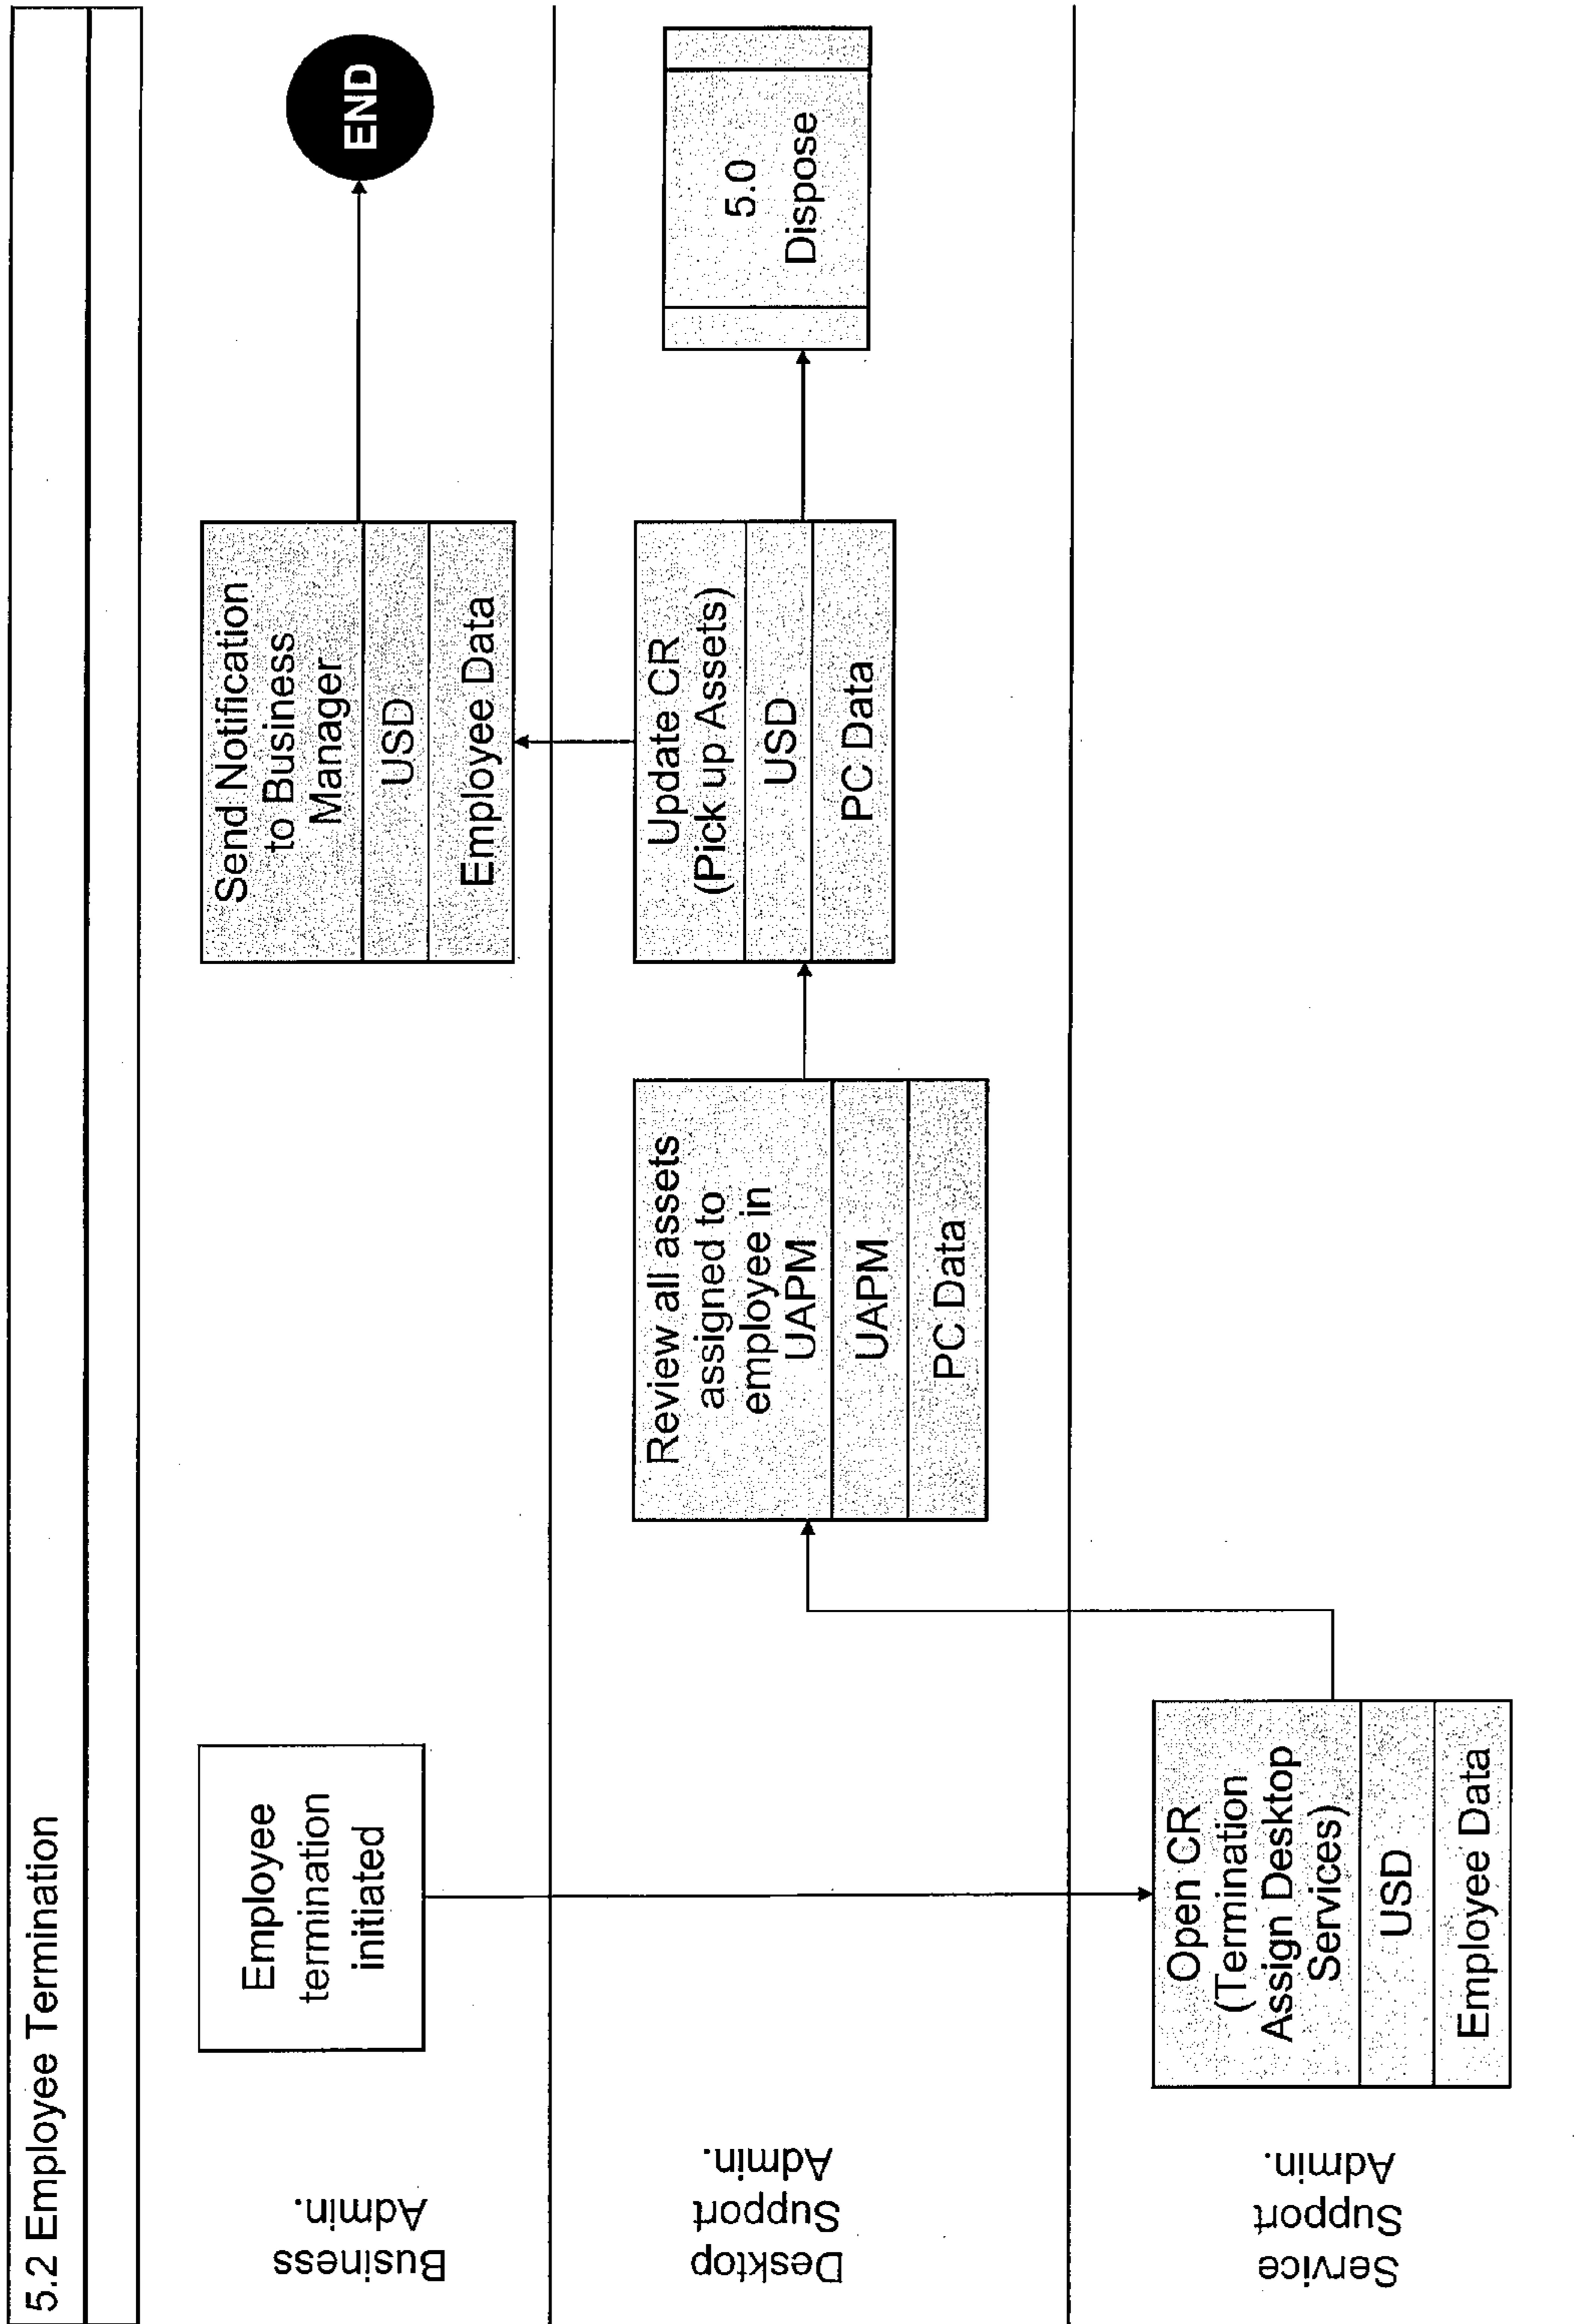 5.2 Employee Termination
Business
Admin.
Employee
termination
initiated
Send Notification
to Business
Manager
USD
Employee Data
END
Desktop
Support
Admin.
Review all assets
assigned to
employee in
UAPM
UAPM
PC Data
Update CR
(Pick up Assets)
USD
PC Data
5.0
Dispose
Service
Support
Admin.
Open CR
(Termination
Assign Desktop
Services)
USD
Employee Data